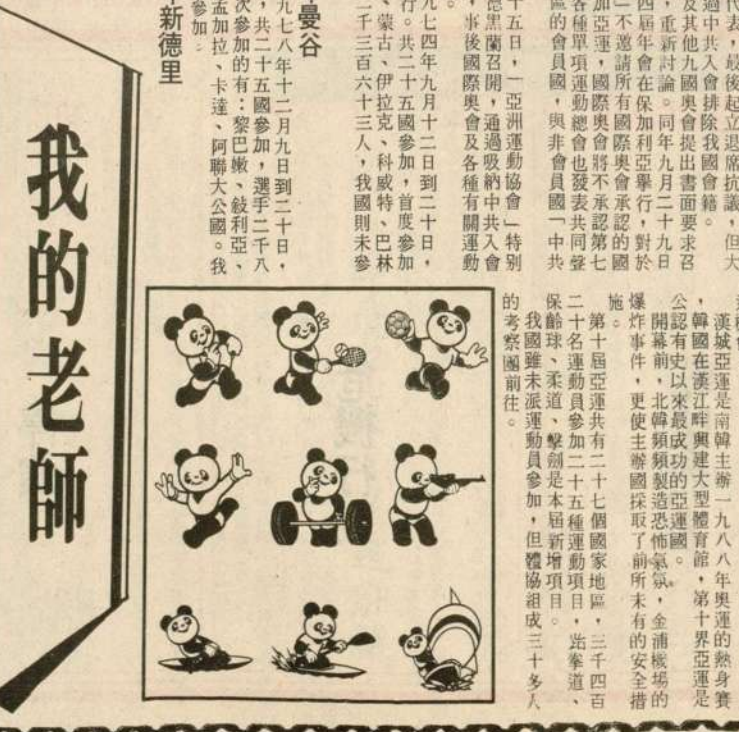 代表，最後起立退席抗議，但大
過中共入會排除我國會籍。
及其他九國奧會提出書面要求召
，重新討論。同年九月二十九日
四屆年會在保加利亞舉行，對於
」不邀請所有國際奧會承認的國
加亞運，國際奧會將不承認第七
各種單項運動總會也發表共同聲
區的會員國，與非會員國「中共
十五日，「亞洲運動協會」特別
德黑蘭召開，通過吸納中共入會
，事後國際奧會及各種有關運動
。
九七四年九月十二日到二十日，
行。共二十五國參加，首度參加
、蒙古、伊拉克、科威特、巴林
二千三百六十三人，我國則未參
曼谷
九七八年十二月九日到二十日，
，共二十五國參加，選手二千八
次參加的有：黎巴嫩、敍利亞、
孟加拉、卡達、阿聯大公國。我
參加。
新德里
漢城亞運是南韓主辦一九八八年奧運的熱身賽
，韓國在漢江畔興建大型體育館，第十界亞運是
公認有史以來最成功的亞運國。
開幕前，北韓頻頻製造恐怖氣氛，金浦機場的
爆炸事件，更使主辦國採取了前所未有的安全措
施。
第十屆亞運共有二十七個國家地區，三千四百
二十名運動員參加二十五種運動項目，跆拳道、
保齡球、柔道、擊劍是本屆新增項目。
我國雖未派運動員參加，但體協組成三十多人
的考察團前往。
我的老師